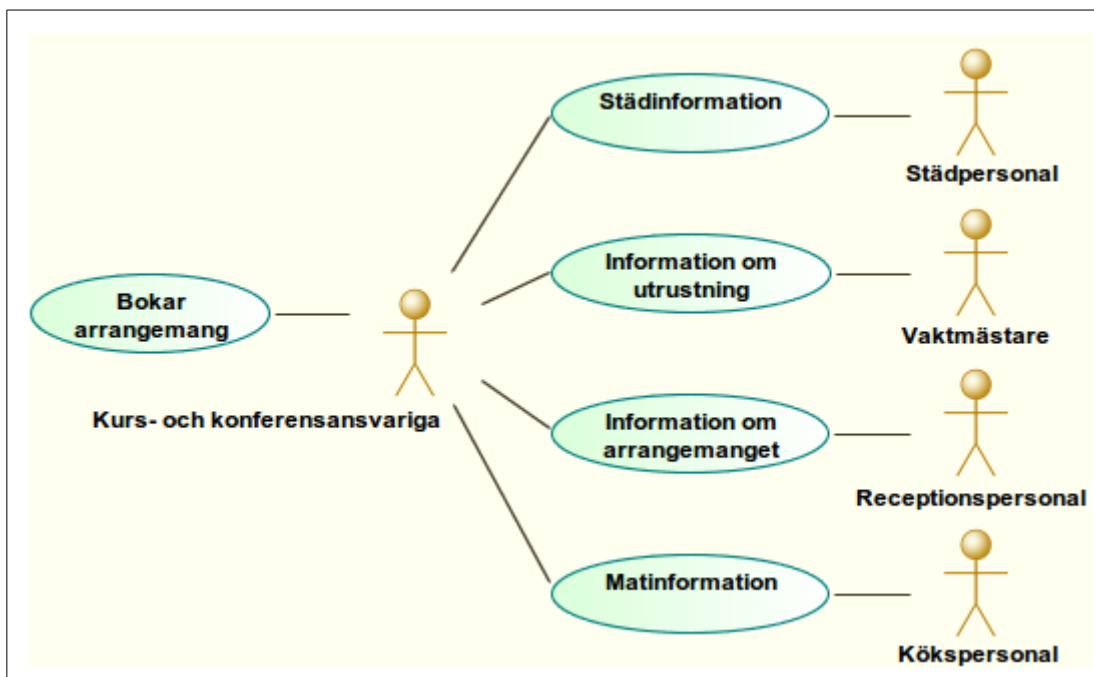 Städinformation
Städpersonal
Information om
utrustning
Vaktmästare
Bokar
arrangemang
Kurs- och konferensansvariga
Information om
arrangemanget
Receptionspersonal
Matinformation
Kökspersonal